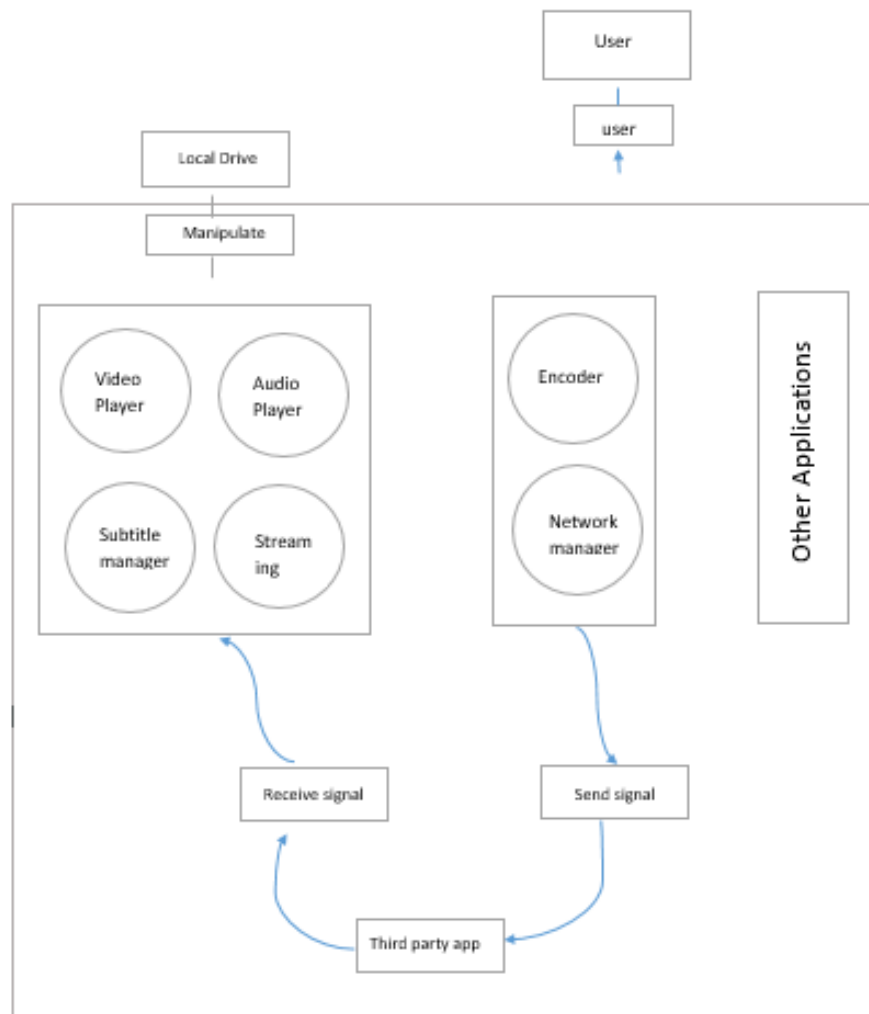 User
user
Local Drive
Manipulate
Video
Player
Audio
Player
Subtitle
manager
Stream
ing
Encoder
Network
manager
Other Applications
Receive signal
Send signal
Third party app